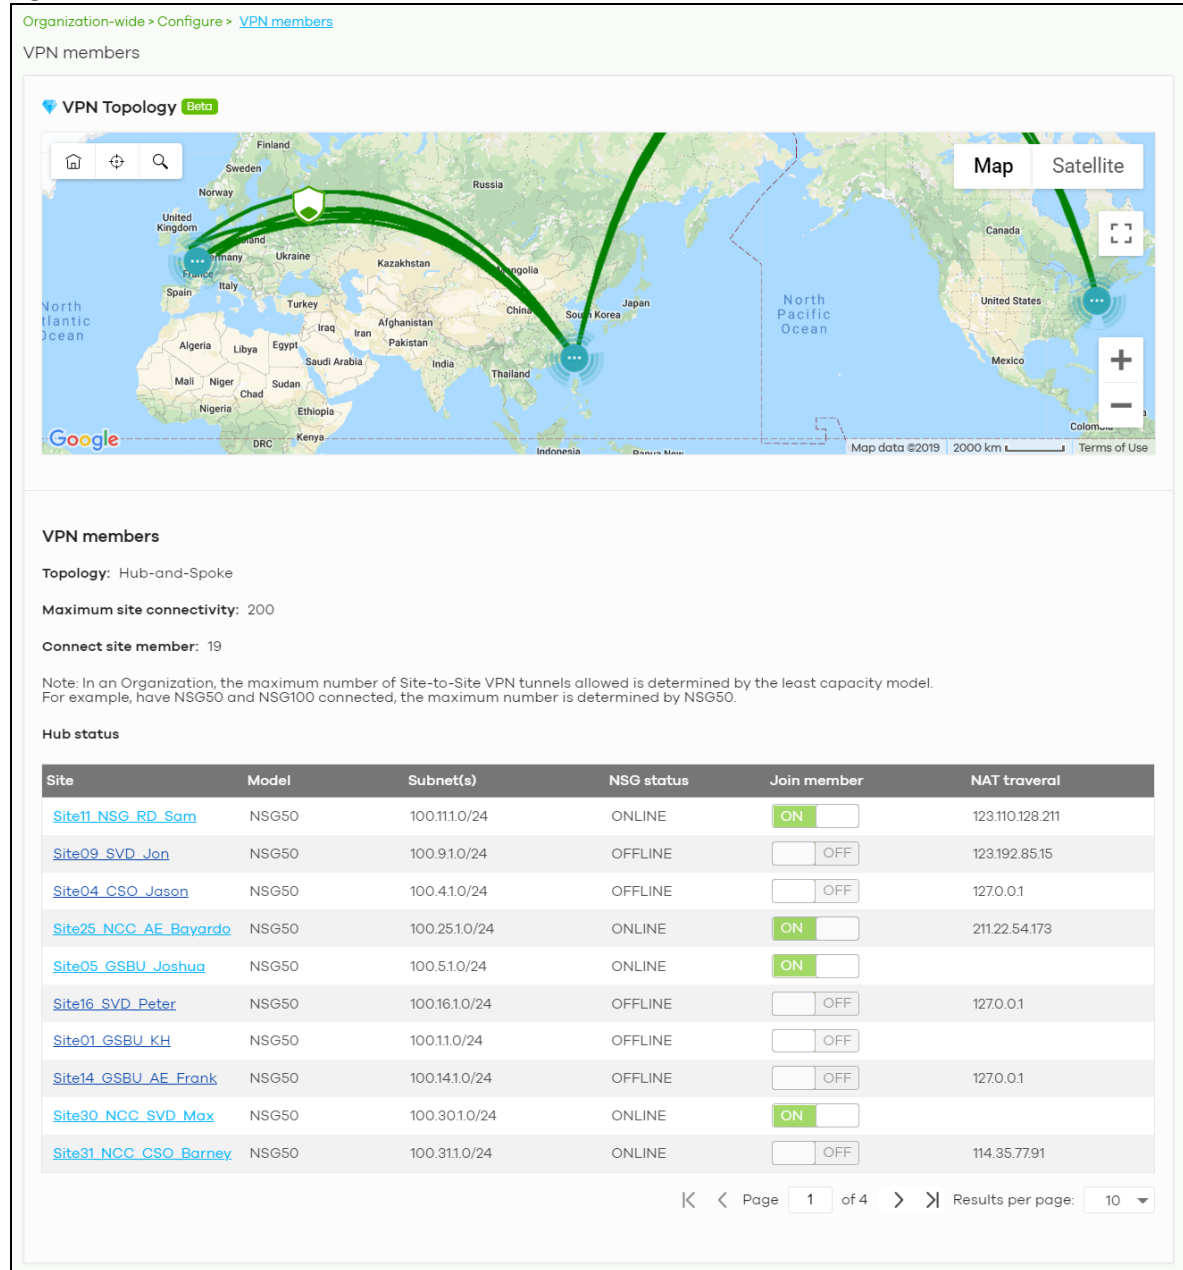 Organization-wide > Configure > VPN members
VPN members
VPN Topology Beta
Map Satellite
Finland
Sweden
Norway
Russia
United
Kingdom
Canada
Ukraine
Kazakhstan
France
Spain
Italy
Turkey
China
South Korea
Japan
United States
North
Pacific
Ocean
North
tlantic
Ocean
Algeria
Libya
Egypt
Iraq
Iran
Afghanistan
Pakistan
Saudi Arabia
India
Thailand
Mexico
Mali
Niger
Chad
Sudan
Nigeria
Ethiopia
DRC
Kenya
Indonesia
Papua New
Google
Map data ©2019 2000 km Terms of Use
VPN members
Topology: Hub-and-Spoke
Maximum site connectivity: 200
Connect site member: 19
Note: In an Organization, the maximum number of Site-to-Site VPN tunnels allowed is determined by the least capacity model.
For example, have NSG50 and NSG100 connected, the maximum number is determined by NSG50.
Hub status
Site Model Subnet(s) NSG status Join member NAT traveral
Site11_NSG_RD_Sam NSG50 100.11.1.0/24 ONLINE ON 123.110.128.211
Site09_SVD_Jon NSG50 100.9.1.0/24 OFFLINE OFF 123.192.85.15
Site04_CSO_Jason NSG50 100.4.1.0/24 OFFLINE OFF 127.0.0.1
Site25_NCC_AE_Bayardo NSG50 100.25.1.0/24 ONLINE ON 211.22.54.173
Site05_GSBU_Joshua NSG50 100.5.1.0/24 ONLINE ON
Site16_SVD_Peter NSG50 100.16.1.0/24 OFFLINE OFF 127.0.0.1
Site01_GSBU_KH NSG50 100.1.1.0/24 OFFLINE OFF
Site14_GSBU_AE_Frank NSG50 100.14.1.0/24 OFFLINE OFF 127.0.0.1
Site30_NCC_SVD_Max NSG50 100.30.1.0/24 ONLINE ON
Site31_NCC_CSO_Barney NSG50 100.31.1.0/24 ONLINE OFF 114.35.77.91
Page 1 of 4 Results per page: 10